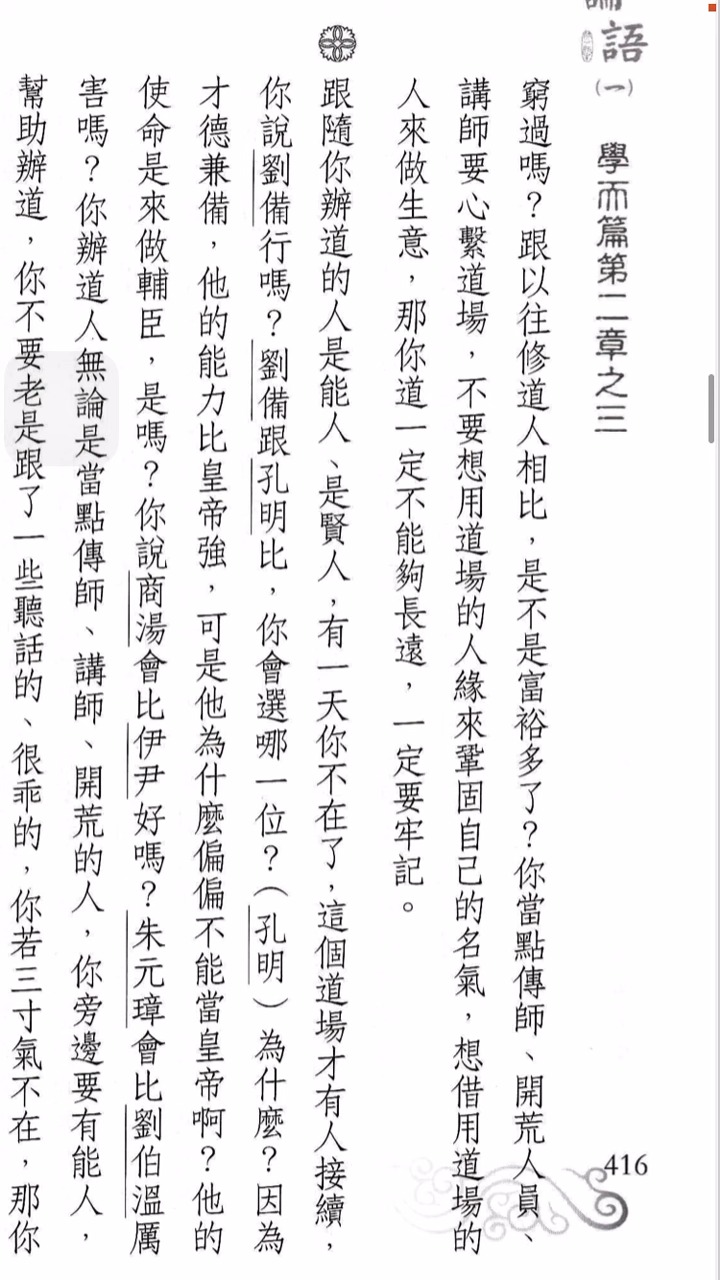 語
(一)
學而篇第二章之三
416
窮過嗎？跟以往修道人相比，是不是富裕多了？你當點傳師、開荒人員、
講師要心繫道場，不要想用道場的人緣來鞏固自己的名氣，想借用道場的
人來做生意，那你道一定不能夠長遠，一定要牢記。
跟隨你辦道的人是能人、是賢人，有一天你不在了，這個道場才有人接續，
你說劉備行嗎？劉備跟孔明比，你會選哪一位？（孔明）為什麼？因為
才德兼備，他的能力比皇帝強，可是他為什麼偏偏不能當皇帝啊？他的
使命是來做輔臣，是嗎？你說商湯會比伊尹好嗎？朱元璋會比劉伯溫厲
害嗎？你辦道人無論是當點傳師、講師、開荒的人，你旁邊要有能人，
幫助辦道，你不要老是跟了一些聽話的、很乖的，你若三寸氣不在，那你